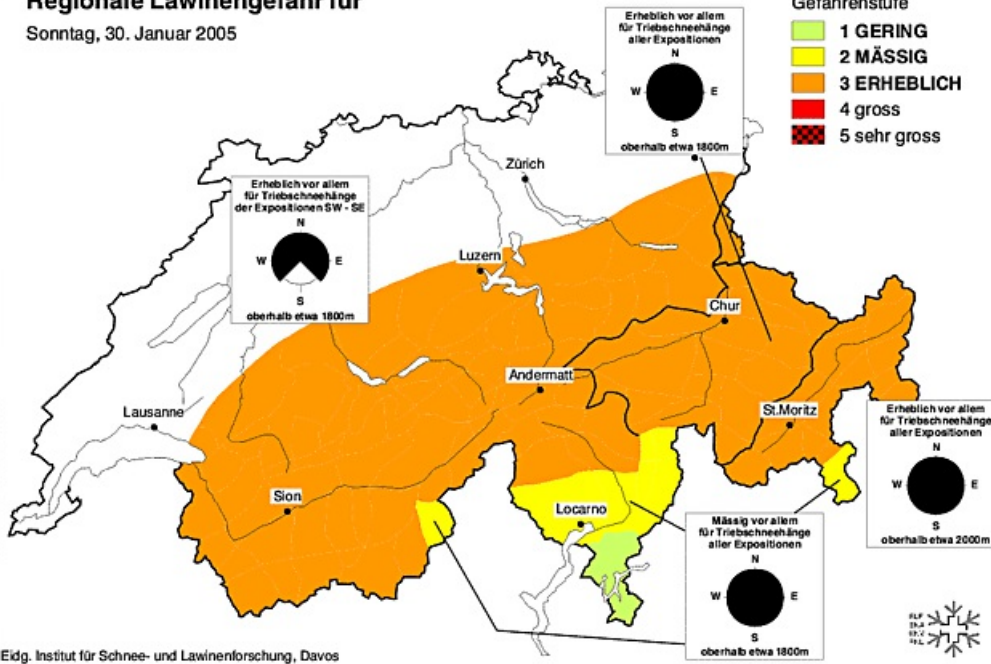 Regionale Lawinengefahr für
Sonntag, 30. Januar 2005
Gefahrenstufe
1 GERING
2 MÄSSIG
3 ERHEBLICH
4 gross
5 sehr gross
Erheblich vor allem
für Triebschneehänge
aller Expositionen
N
W E
S
oberhalb etwa 1800m
Zürich
Erheblich vor allem
für Triebschneehänge
der Expositionen SW - SE
N
W E
S
oberhalb etwa 1800m
Luzern
Chur
Andermatt
Lausanne
St.Moritz
Erheblich vor allem
für Triebschneehänge
aller Expositionen
N
W E
S
oberhalb etwa 2000m
Sion
Locarno
Mässig vor allem
für Triebschneehänge
aller Expositionen
N
W E
S
oberhalb etwa 1800m
Eidg. Institut für Schnee- und Lawinenforschung, Davos